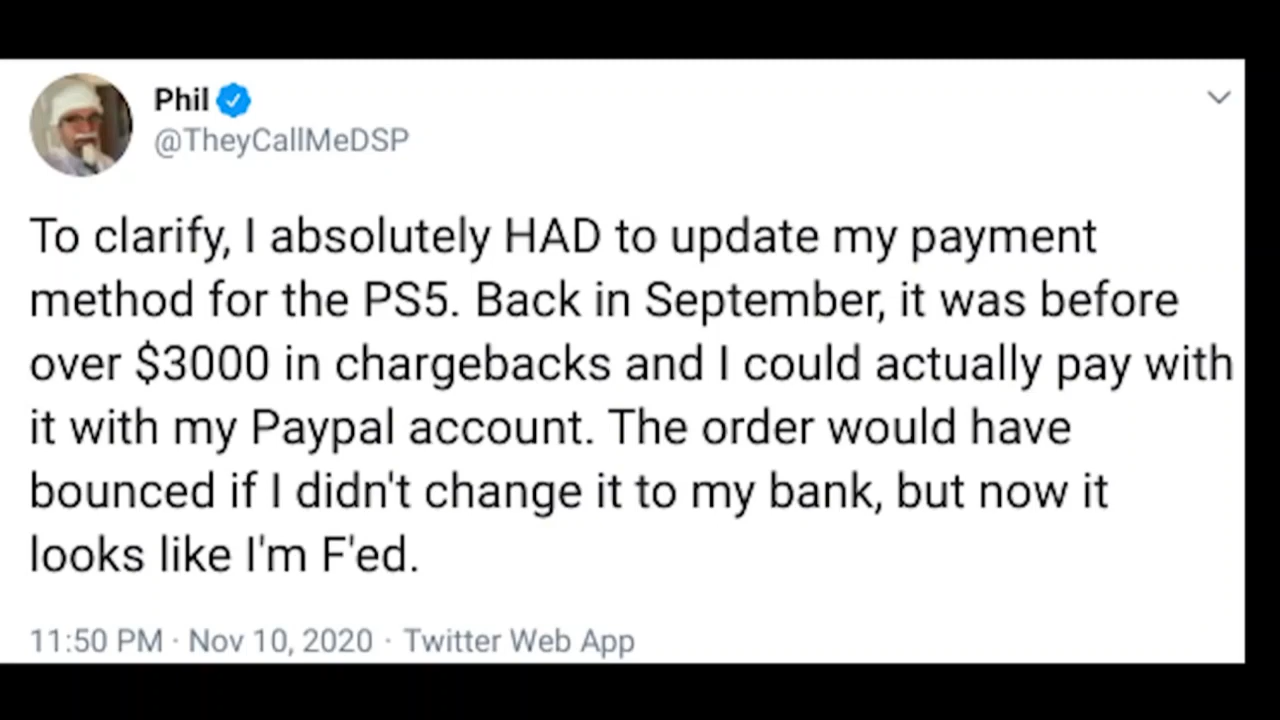 Phil
@TheyCallMeDSP
To clarify, I absolutely HAD to update my payment
method for the PS5. Back in September, it was before
over $3000 in chargebacks and I could actually pay with
it with my Paypal account. The order would have
bounced if I didn't change it to my bank, but now it
looks like I'm F'ed.
11:50 PM · Nov 10, 2020 · Twitter Web App